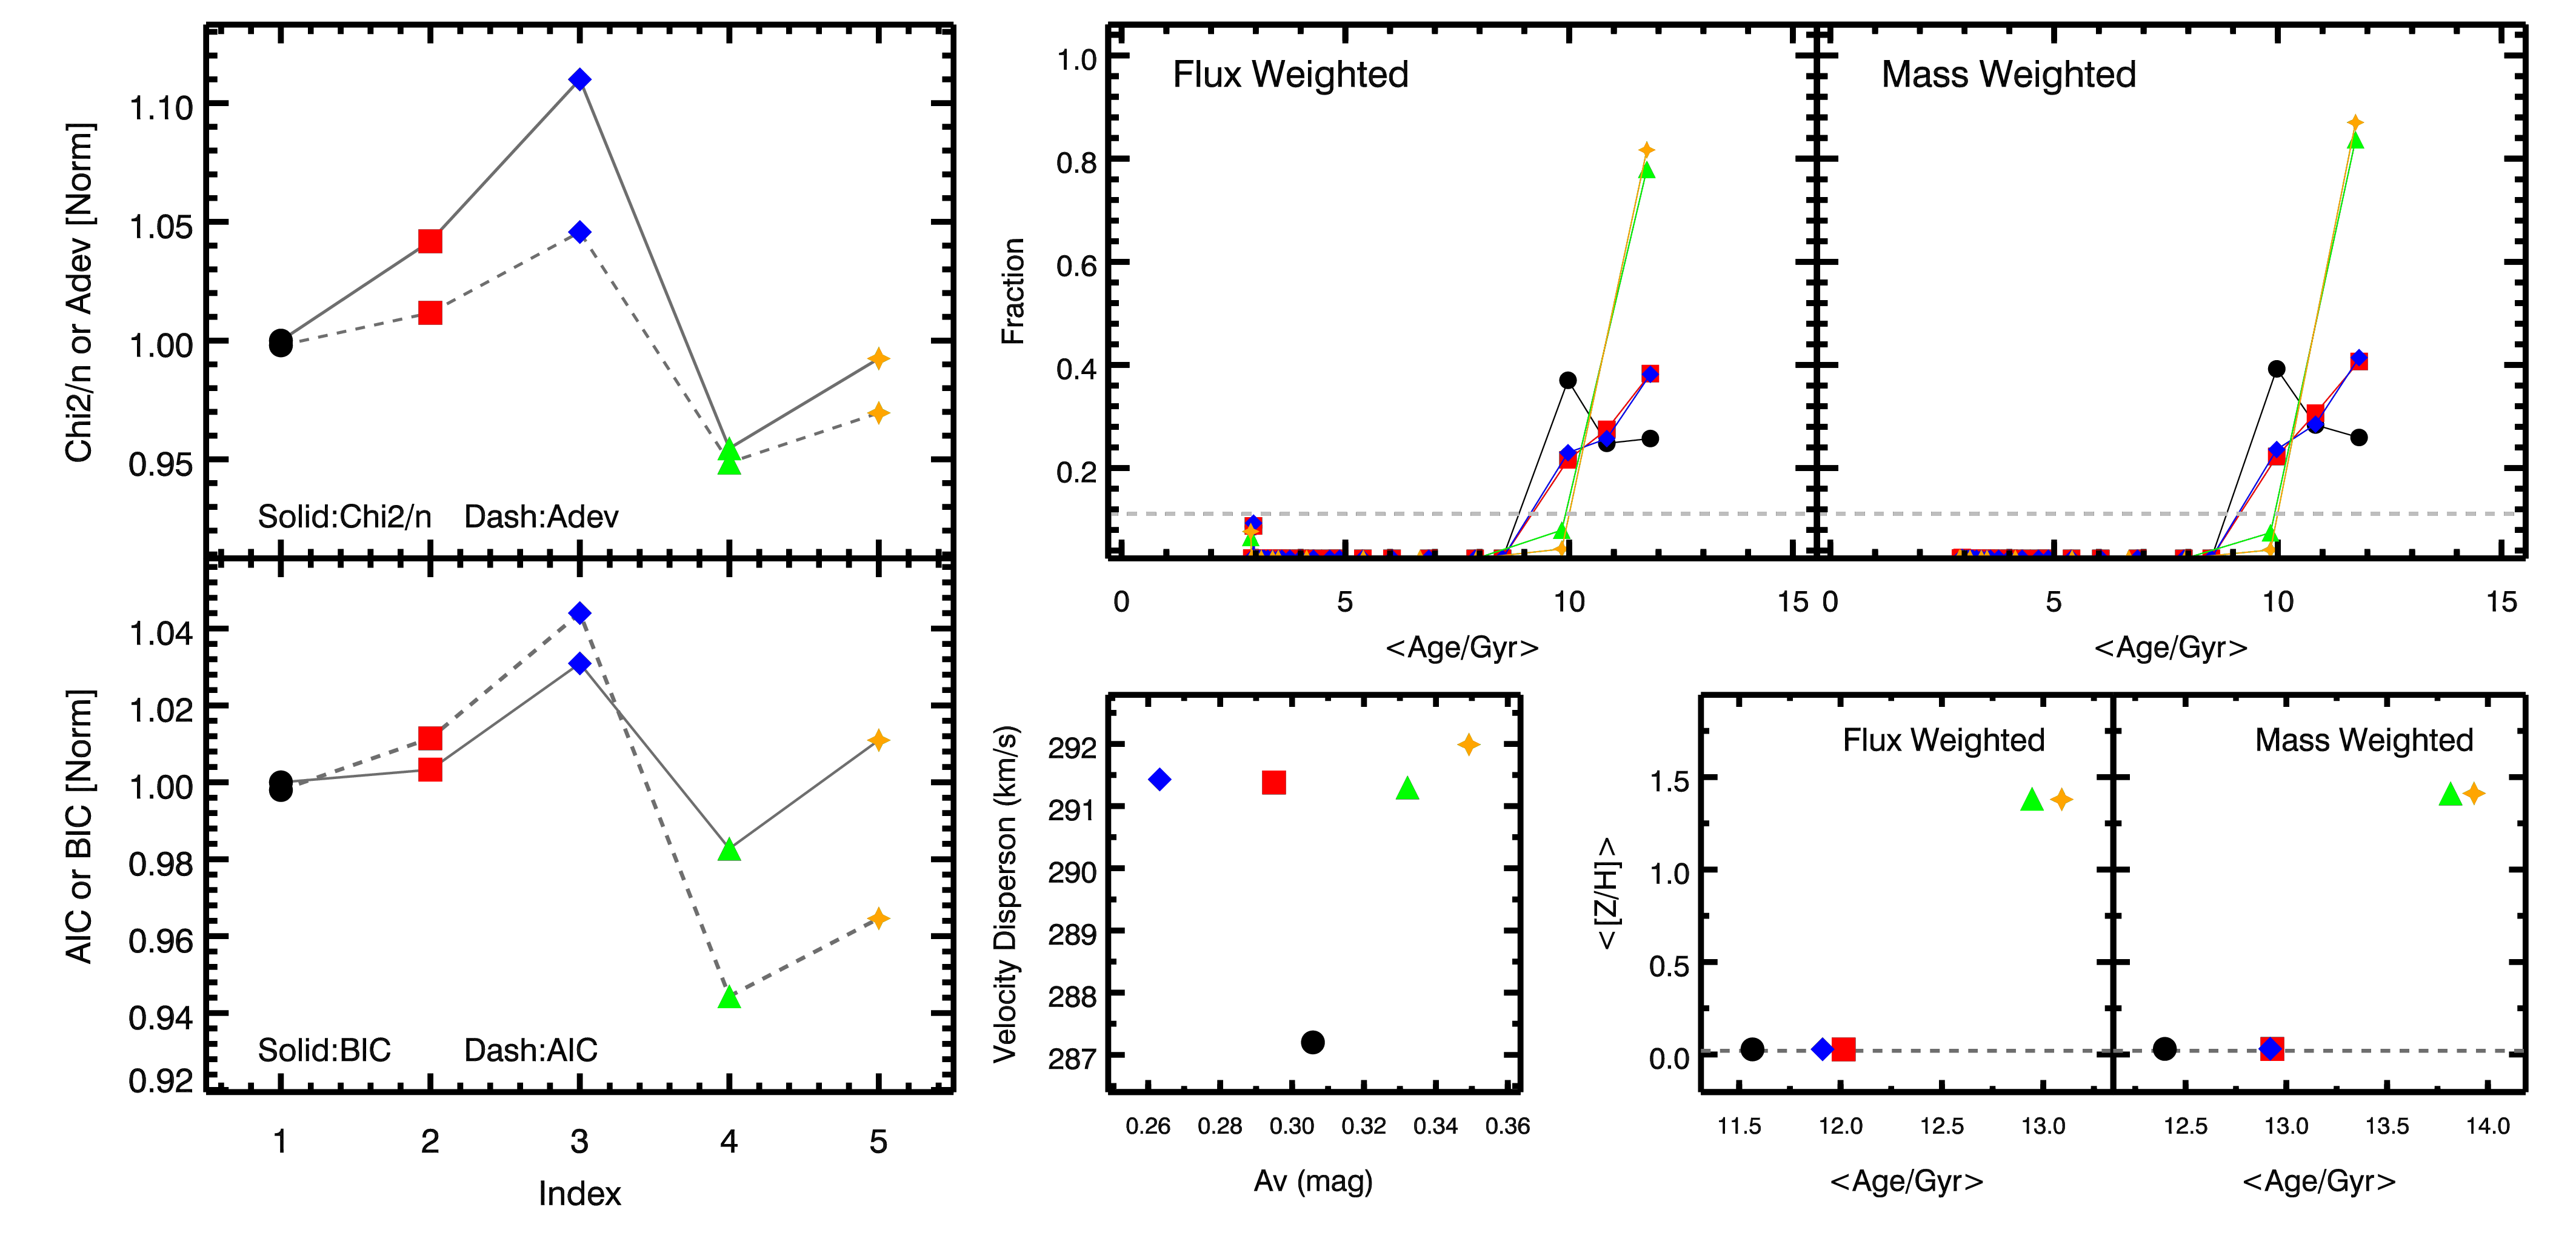 Chi2/n or Adev [Norm]
1.10
1.05
1.00
0.95
Solid:Chi2/n Dash:Adev
AIC or BIC [Norm]
1.04
1.02
1.00
0.98
0.96
0.94
0.92
Solid:BIC Dash:AIC
1 2 3 4 5
Index
Fraction
1.0
0.8
0.6
0.4
0.2
Flux Weighted
Mass Weighted
0 5 10 15
0 5 10 15
<Age/Gyr>
<Age/Gyr>
Velocity Disperson (km/s)
292
291
290
289
288
287
0.26 0.28 0.30 0.32 0.34 0.36
Av (mag)
<[Z/H]>
1.5
1.0
0.5
0.0
Flux Weighted
Mass Weighted
11.5 12.0 12.5 13.0
12.5 13.0 13.5 14.0
<Age/Gyr>
<Age/Gyr>